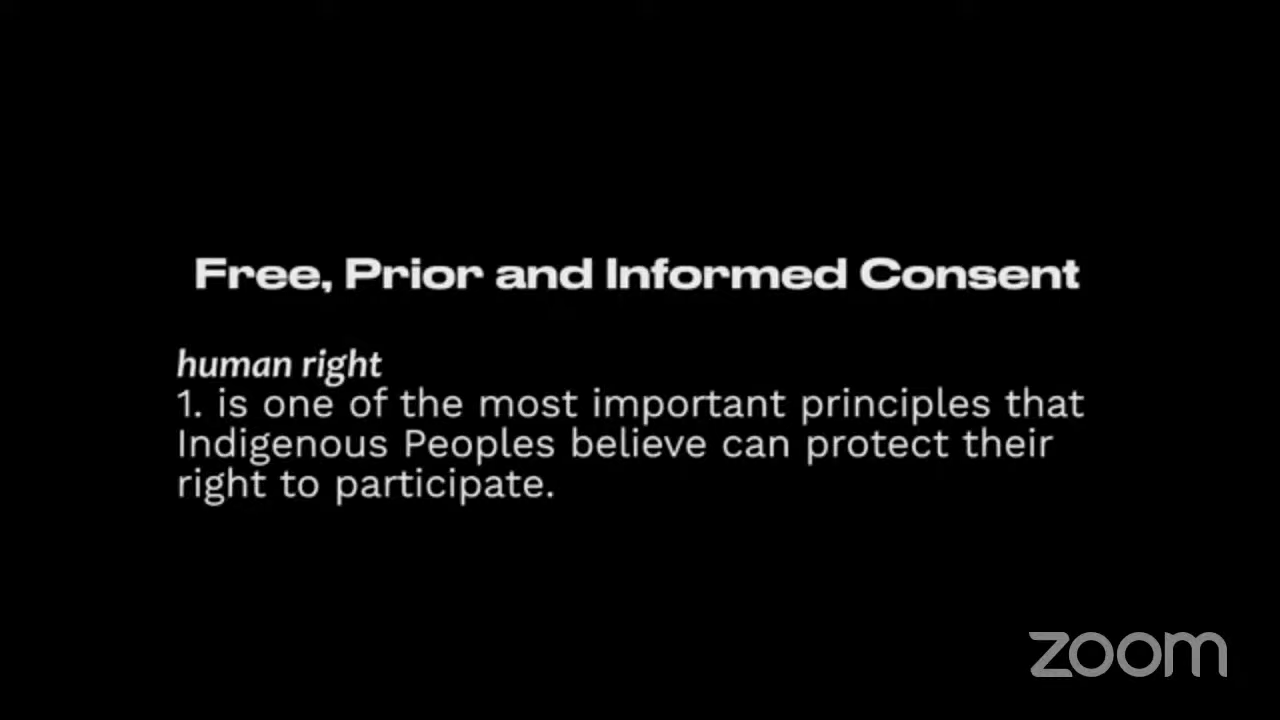 Free, Prior and Informed Consent
human right
1. is one of the most important principles that
Indigenous Peoples believe can protect their
right to participate.
zoom